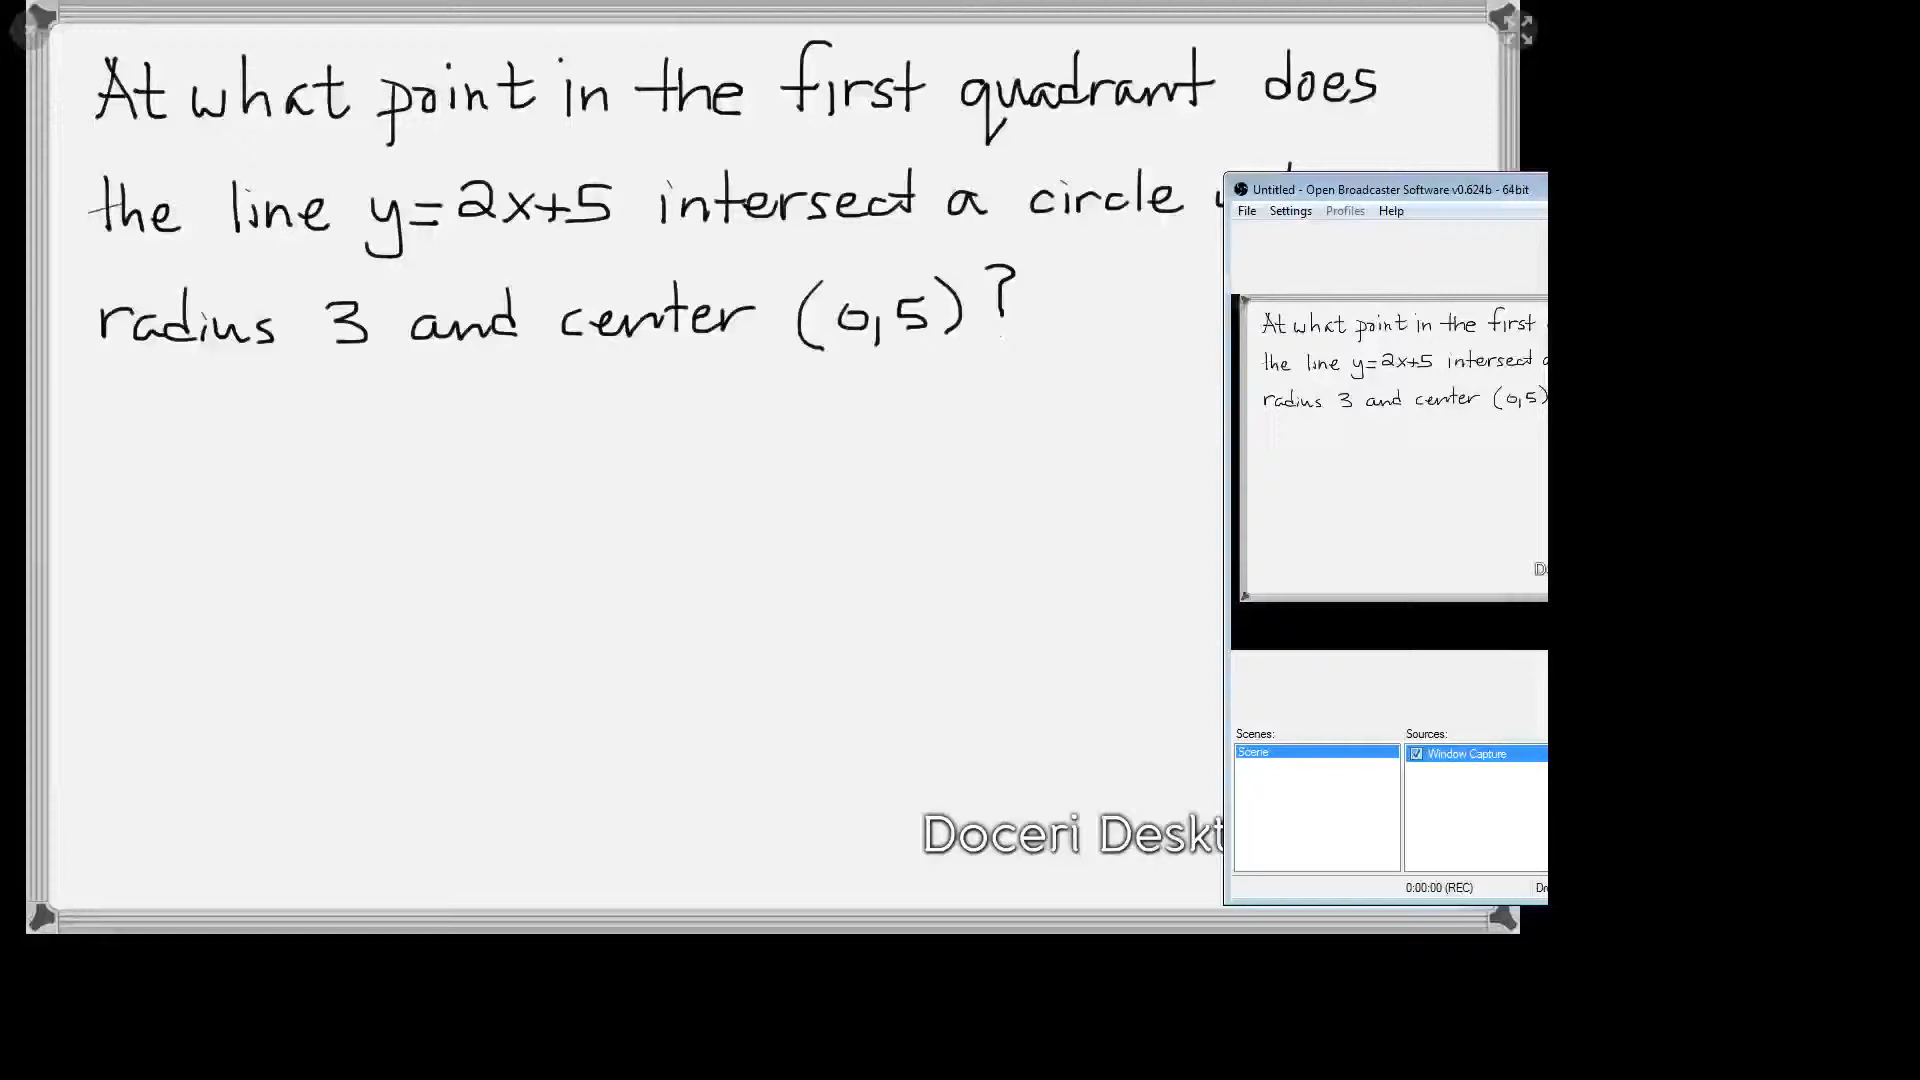 At what point in the first quadrant does
the line y=2x+5 intersect a circle
radius 3 and center (0,5)?
Untitled - Open Broadcaster Software v0.624b - 64bit
File Settings Profiles Help
At what point in the first
the line y=2x+5 intersect
radius 3 and center (0,5)
Scenes:
Sources:
Scene
Window Capture
Doceri
0:00:00 (REC)